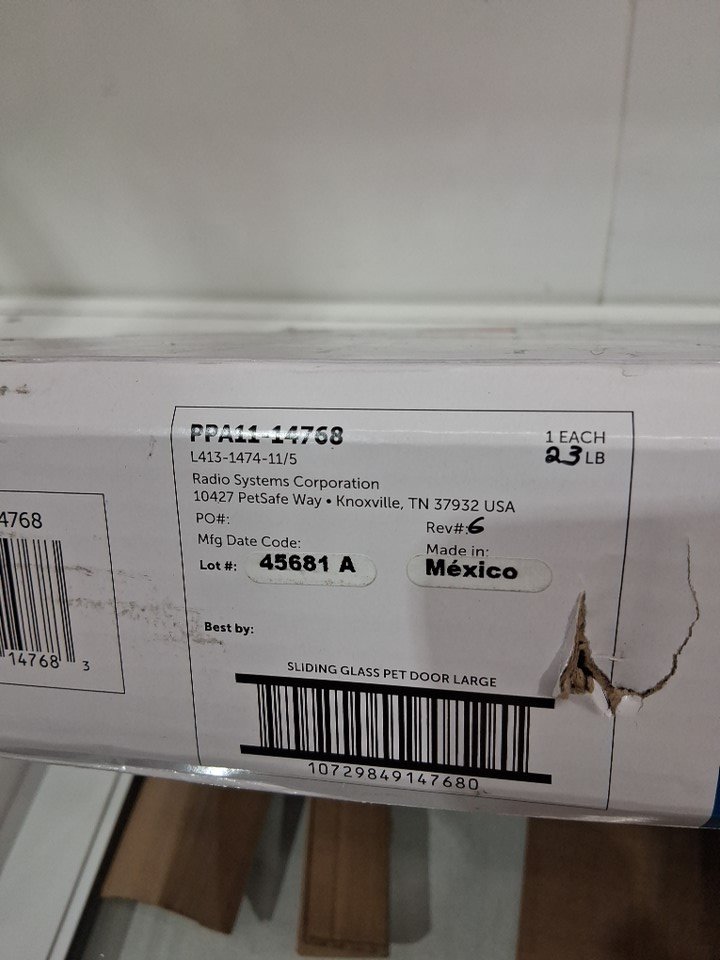 4768
14768 3
PPA11-14768
1 EACH
L413-1474-11/5
23 LB
Radio Systems Corporation
10427 PetSafe Way • Knoxville, TN 37932 USA
PO#:
Rev#:6
Mfg Date Code:
Made in:
Lot #: 45681 A
México
Best by:
SLIDING GLASS PET DOOR LARGE
10729849147680